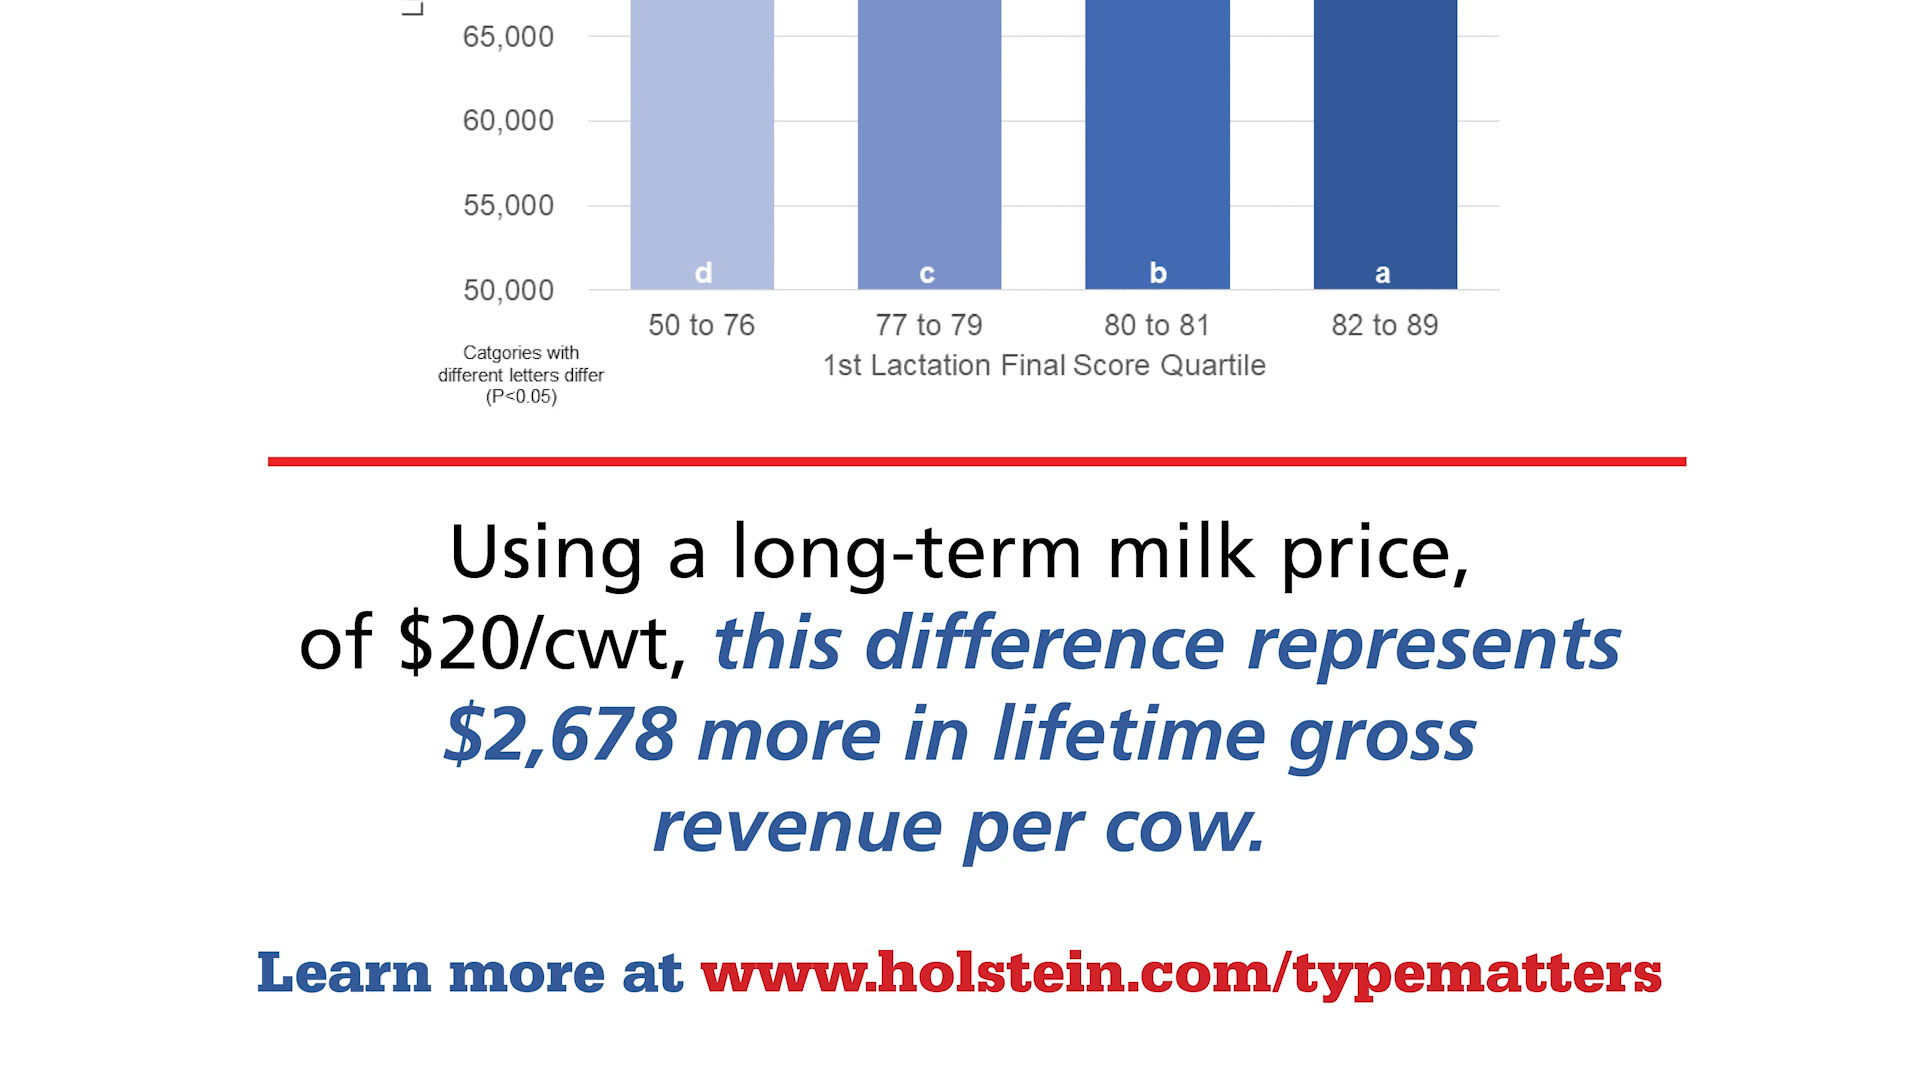 65,000
60,000
55,000
50,000
d c b a
50 to 76 77 to 79 80 to 81 82 to 89
Catgories with
different letters differ
(P<0.05)
1st Lactation Final Score Quartile
Using a long-term milk price,
of $20/cwt, this difference represents
$2,678 more in lifetime gross
revenue per cow.
Learn more at www.holstein.com/typematters